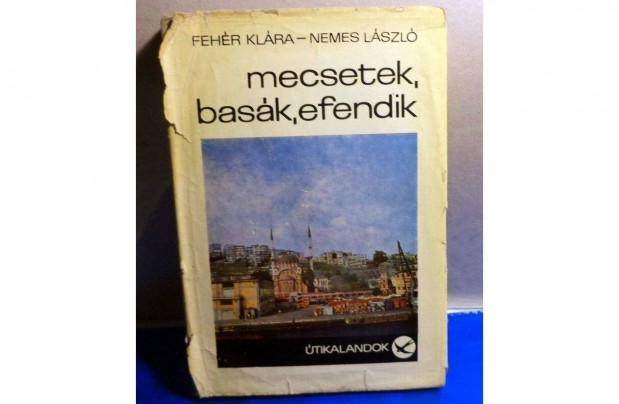 FEHÉR KLÁRA – NEMES LÁSZLÓ
mecsetek,
basák, efendik
ÚTIKALANDOK